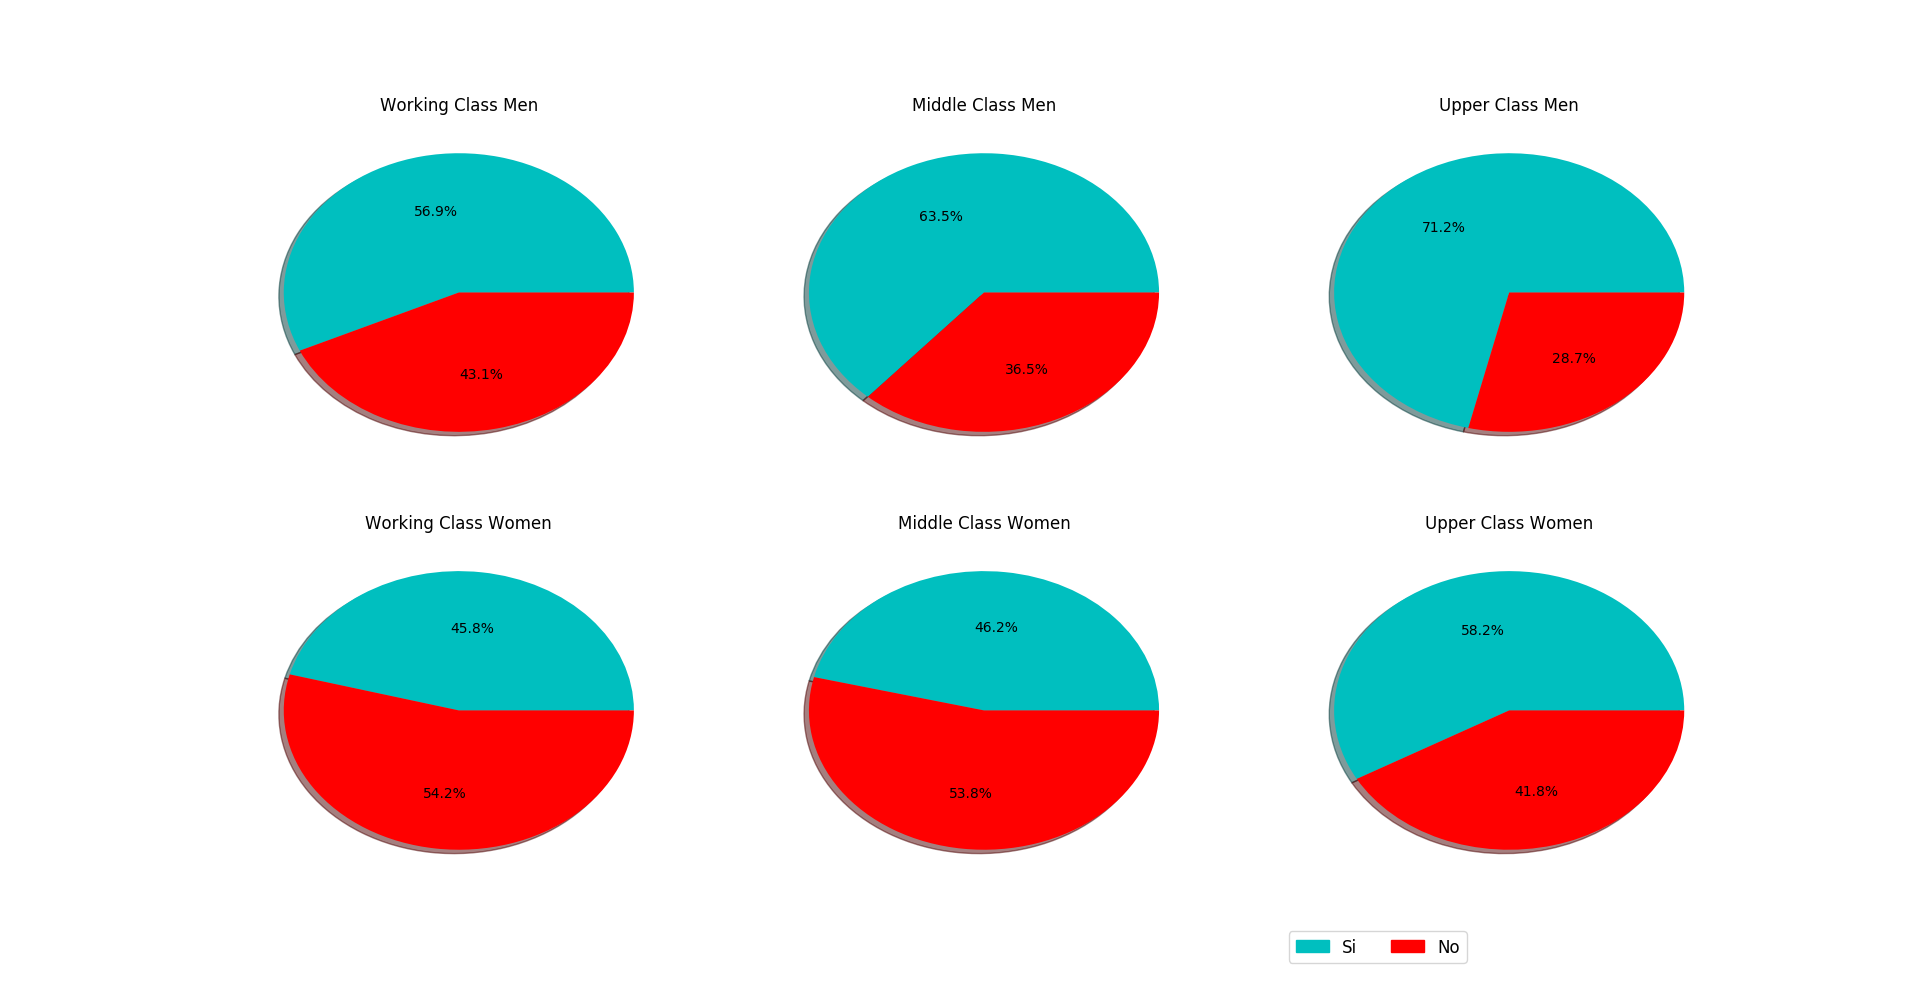 Working Class Men
Middle Class Men
Upper Class Men
56.9%
63.5%
71.2%
43.1%
36.5%
28.7%
Working Class Women
Middle Class Women
Upper Class Women
45.8%
46.2%
58.2%
54.2%
53.8%
41.8%
Si
No